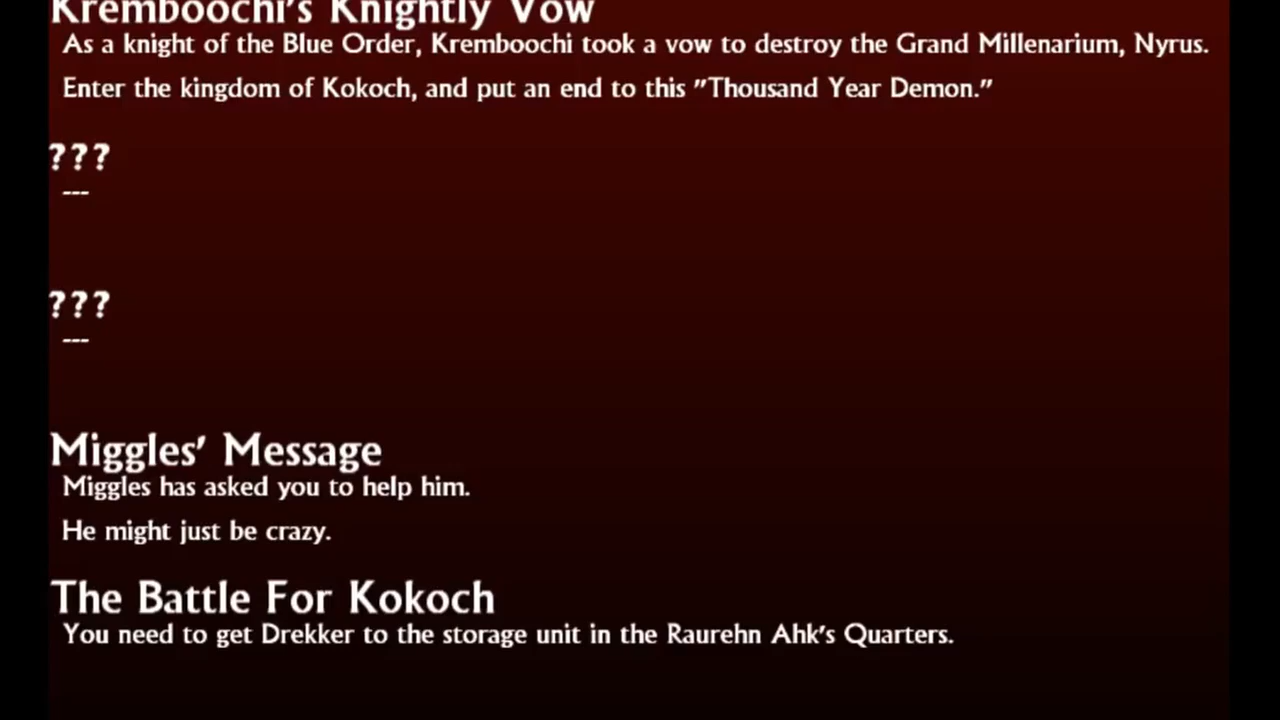 Kremboochi's Knightly Vow
As a knight of the Blue Order, Kremboochi took a vow to destroy the Grand Millenarium, Nyrus.
Enter the kingdom of Kokoch, and put an end to this "Thousand Year Demon."
???
---
???
---
Miggles' Message
Miggles has asked you to help him.
He might just be crazy.
The Battle For Kokoch
You need to get Drekker to the storage unit in the Raurehn Ahk's Quarters.